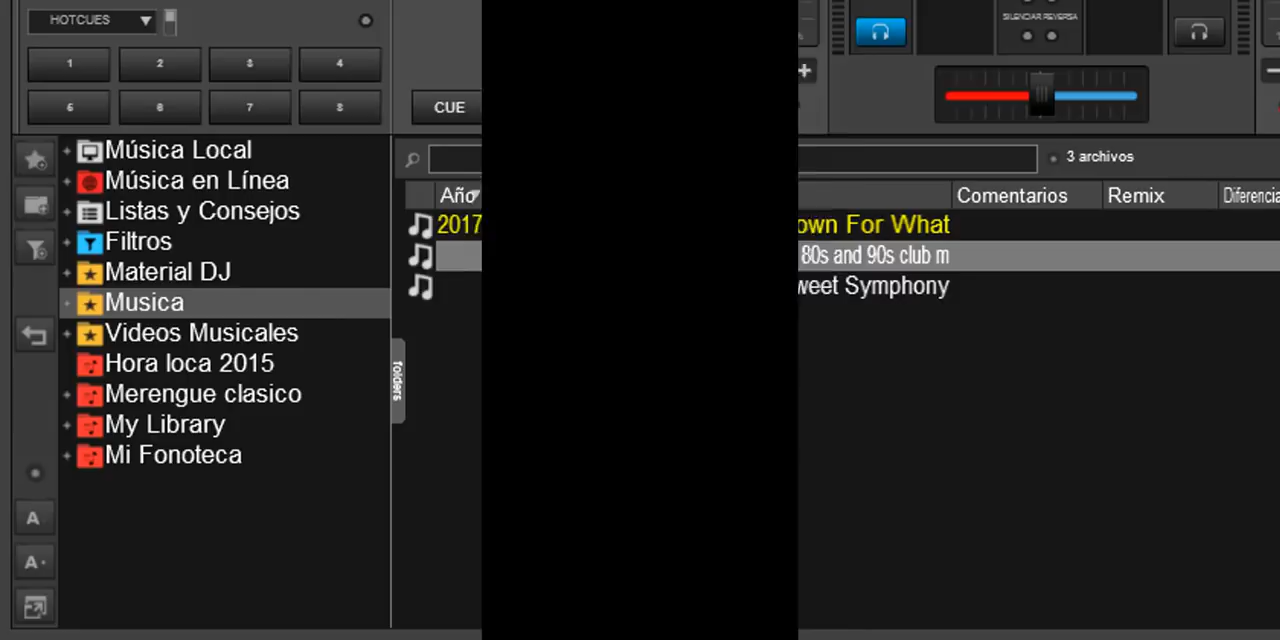 HOTCUES
SILENCIAR REVERSA
1 2 3 4
5 6 7 8
CUE
Música Local
3 archivos
Música en Línea
Año Comentarios Remix Diferencia
Listas y Consejos
2017 own For What
Filtros
80s and 90s club m
Material DJ
weet Symphony
Musica
Videos Musicales
Hora loca 2015
folders
Merengue clasico
My Library
Mi Fonoteca
A
A+